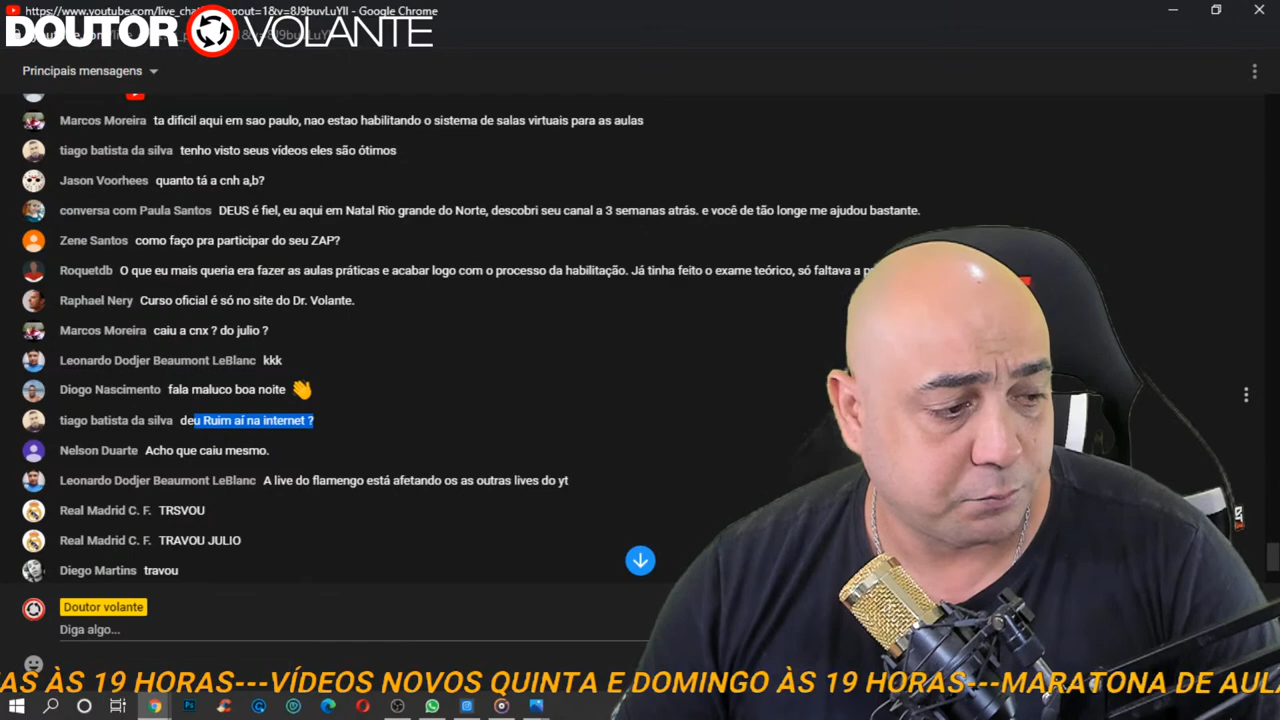 https://www.youtube.com/live_chat - Google Chrome
DOUTOR VOLANTE
Principais mensagens
Marcos Moreira ta dificil aqui em sao paulo, nao estao habilitando o sistema de salas virtuais para as aulas
tiago batista da silva tenho visto seus vídeos eles são ótimos
Jason Voorhees quanto tá a cnh a,b?
conversa com Paula Santos DEUS é fiel, eu aqui em Natal Rio grande do Norte, descobri seu canal a 3 semanas atrás. e você de tão longe me ajudou bastante.
Zene Santos como faço pra participar do seu ZAP?
Roquetdb O que eu mais queria era fazer as aulas práticas e acabar logo com o processo da habilitação. Já tinha feito o exame teórico, só faltava a
Raphael Nery Curso oficial é só no site do Dr. Volante.
Marcos Moreira caiu a cnx ? do julio ?
Leonardo Dodjer Beaumont LeBlanc kkk
Diogo Nascimento fala maluco boa noite 👋
tiago batista da silva deu Ruim aí na internet ?
Nelson Duarte Acho que caiu mesmo.
Leonardo Dodjer Beaumont LeBlanc A live do flamengo está afetando os as outras lives do yt
Real Madrid C. F. TRSVOU
Real Madrid C. F. TRAVOU JULIO
Diego Martins travou
Doutor volante
Diga algo...
AS ÀS 19 HORAS---VÍDEOS NOVOS QUINTA E DOMINGO ÀS 19 HORAS---MARATONA DE AUL